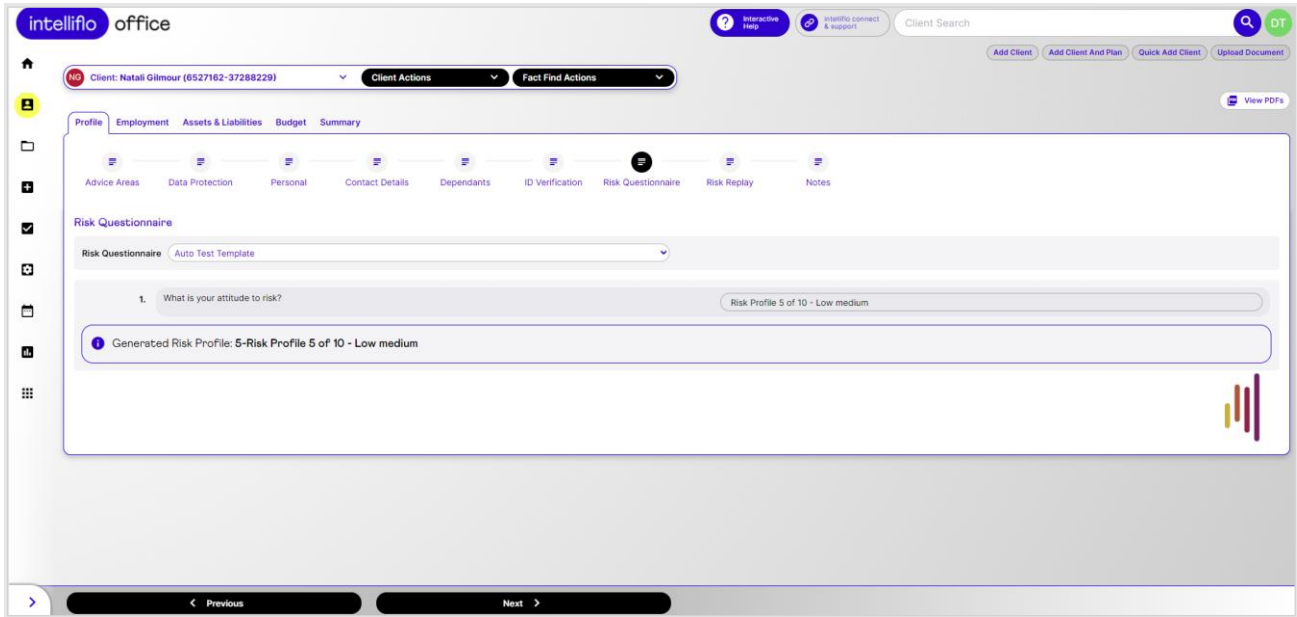 intelliflo office
Interactive Help
intelliflo connect & support
Client Search
DT
Add Client
Add Client And Plan
Quick Add Client
Upload Document
NG Client: Natali Gilmour (6527162-37288229)
Client Actions
Fact Find Actions
View PDFs
Profile Employment Assets & Liabilities Budget Summary
Advice Areas Data Protection Personal Contact Details Dependants ID Verification Risk Questionnaire Risk Replay Notes
Risk Questionnaire
Risk Questionnaire Auto Test Template
1. What is your attitude to risk? Risk Profile 5 of 10 - Low medium
Generated Risk Profile: 5-Risk Profile 5 of 10 - Low medium
Previous Next